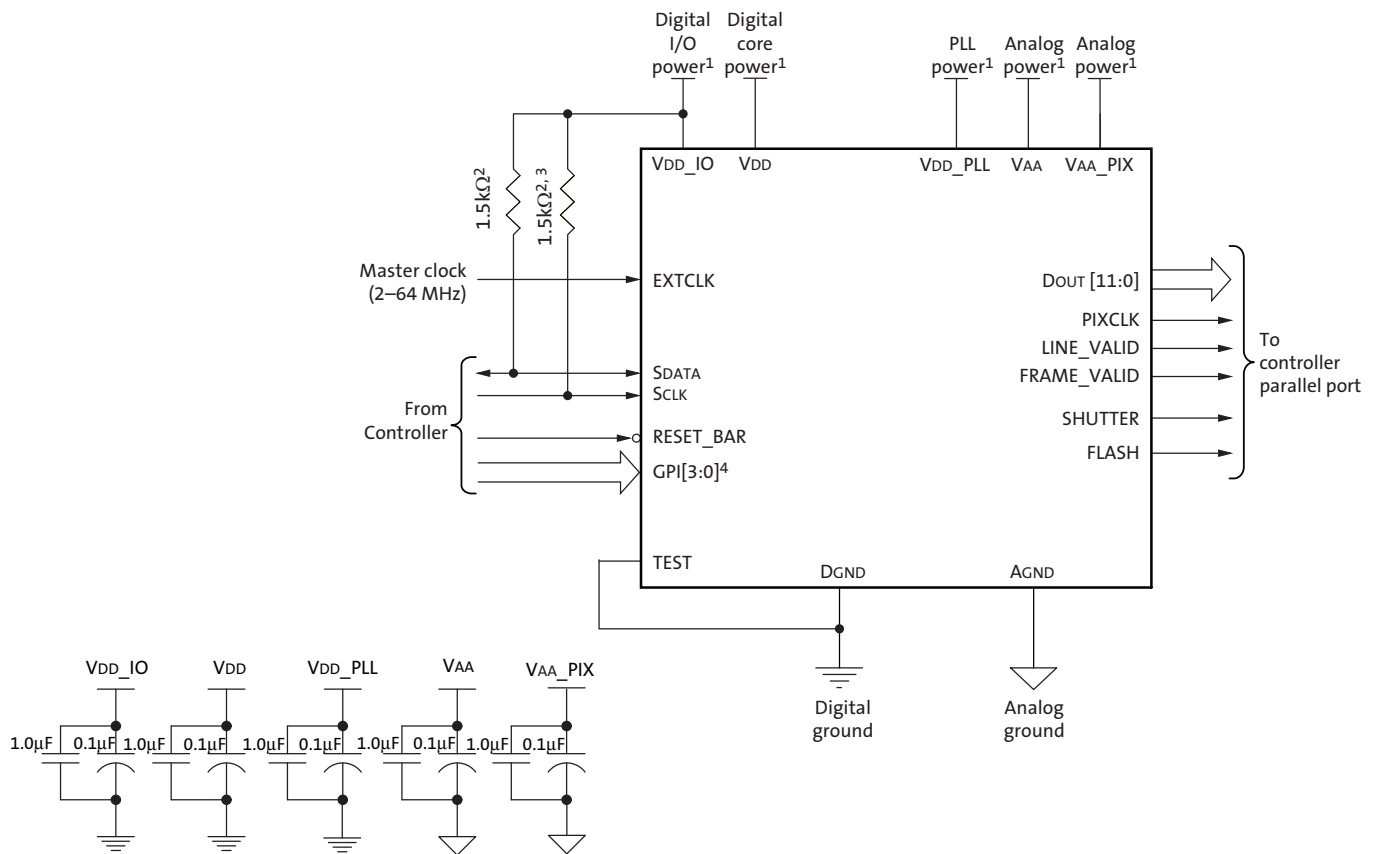 Digital
I/O
power1
Digital
core
power1
PLL
power1
Analog
power1
Analog
power1
VDD_IO
VDD
VDD_PLL
VAA
VAA_PIX
1.5kΩ2
1.5kΩ2, 3
Master clock
(2–64 MHz)
EXTCLK
DOUT [11:0]
PIXCLK
LINE_VALID
FRAME_VALID
SHUTTER
FLASH
To
controller
parallel port
From
Controller
SDATA
SCLK
RESET_BAR
GPI[3:0]4
TEST
DGND
AGND
Digital
ground
Analog
ground
VDD_IO
VDD
VDD_PLL
VAA
VAA_PIX
1.0µF
0.1µF
1.0µF
0.1µF
1.0µF
0.1µF
1.0µF
0.1µF
1.0µF
0.1µF